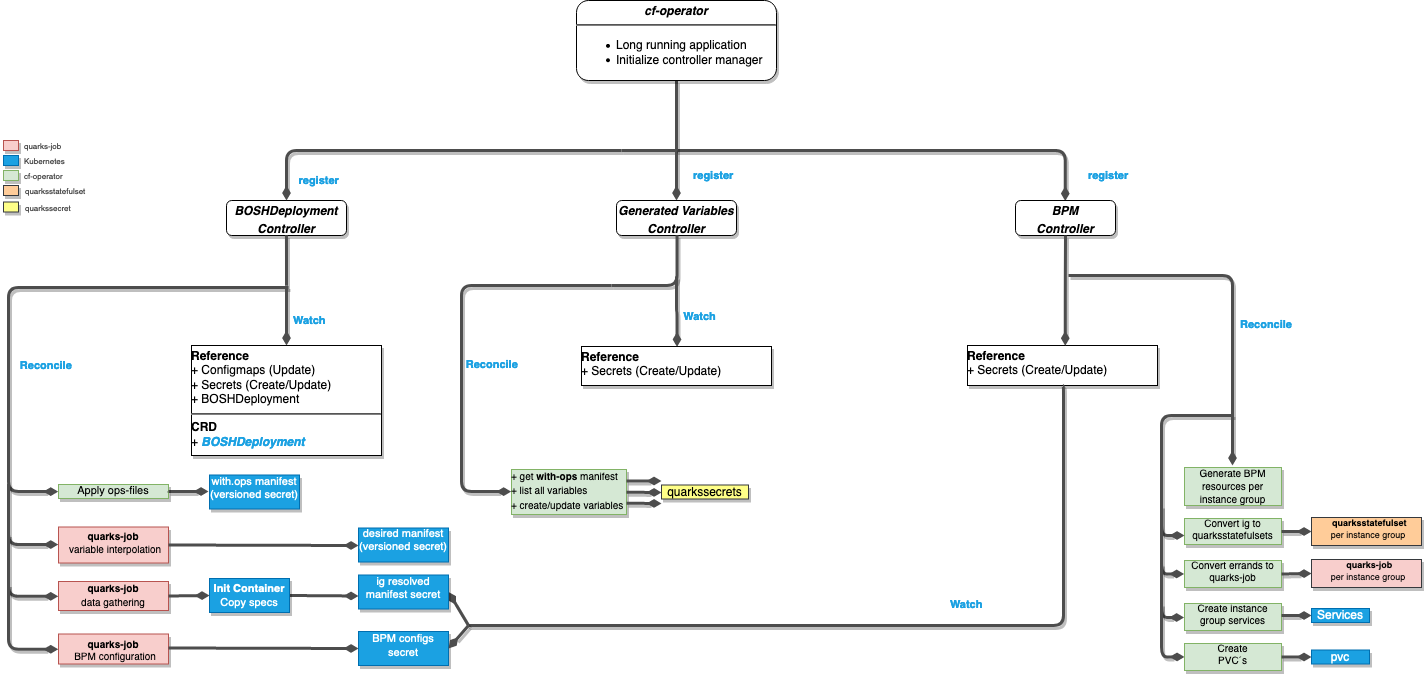 cf-operator
• Long running application
• Initialize controller manager
quarks-job
Kubernetes
cf-operator
quarksstatefulset
quarkssecret
register
register
register
BOSHDeployment
Controller
Generated Variables
Controller
BPM
Controller
Watch
Watch
Reconcile
Reconcile
Reconcile
Reference
+ Configmaps (Update)
+ Secrets (Create/Update)
+ BOSHDeployment
CRD
+ BOSHDeployment
Reference
+ Secrets (Create/Update)
Reference
+ Secrets (Create/Update)
Apply ops-files
with.ops manifest
(versioned secret)
quarks-job
variable interpolation
desired manifest
(versioned secret)
quarks-job
data gathering
Init Container
Copy specs
ig resolved
manifest secret
quarks-job
BPM configuration
BPM configs
secret
+ get with-ops manifest
+ list all variables
+ create/update variables
quarkssecrets
Watch
Generate BPM
resources per
instance group
Convert ig to
quarksstatefulsets
quarksstatefulset
per instance group
Convert errands to
quarks-job
quarks-job
per instance group
Create instance
group services
Services
Create
PVC´s
pvc